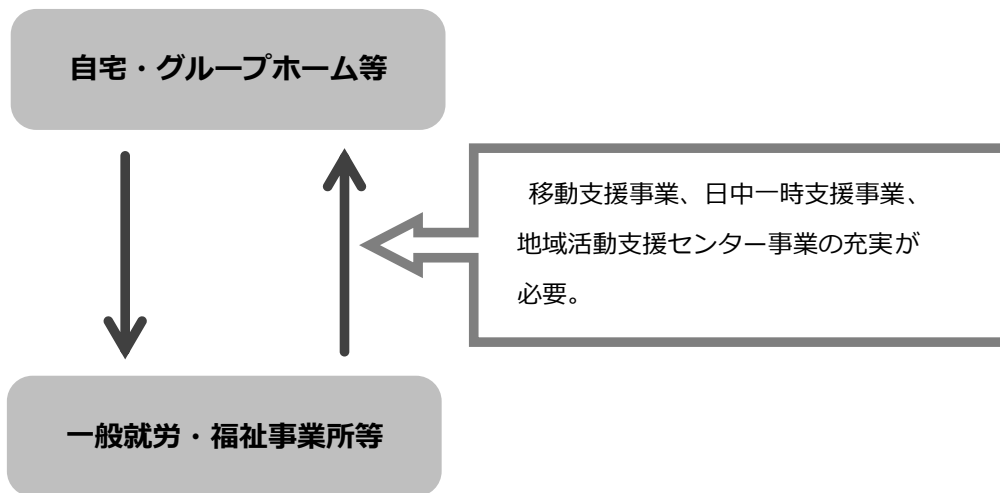 自宅・グループホーム等
移動支援事業、日中一時支援事業、
地域活動支援センター事業の充実が
必要。
一般就労・福祉事業所等